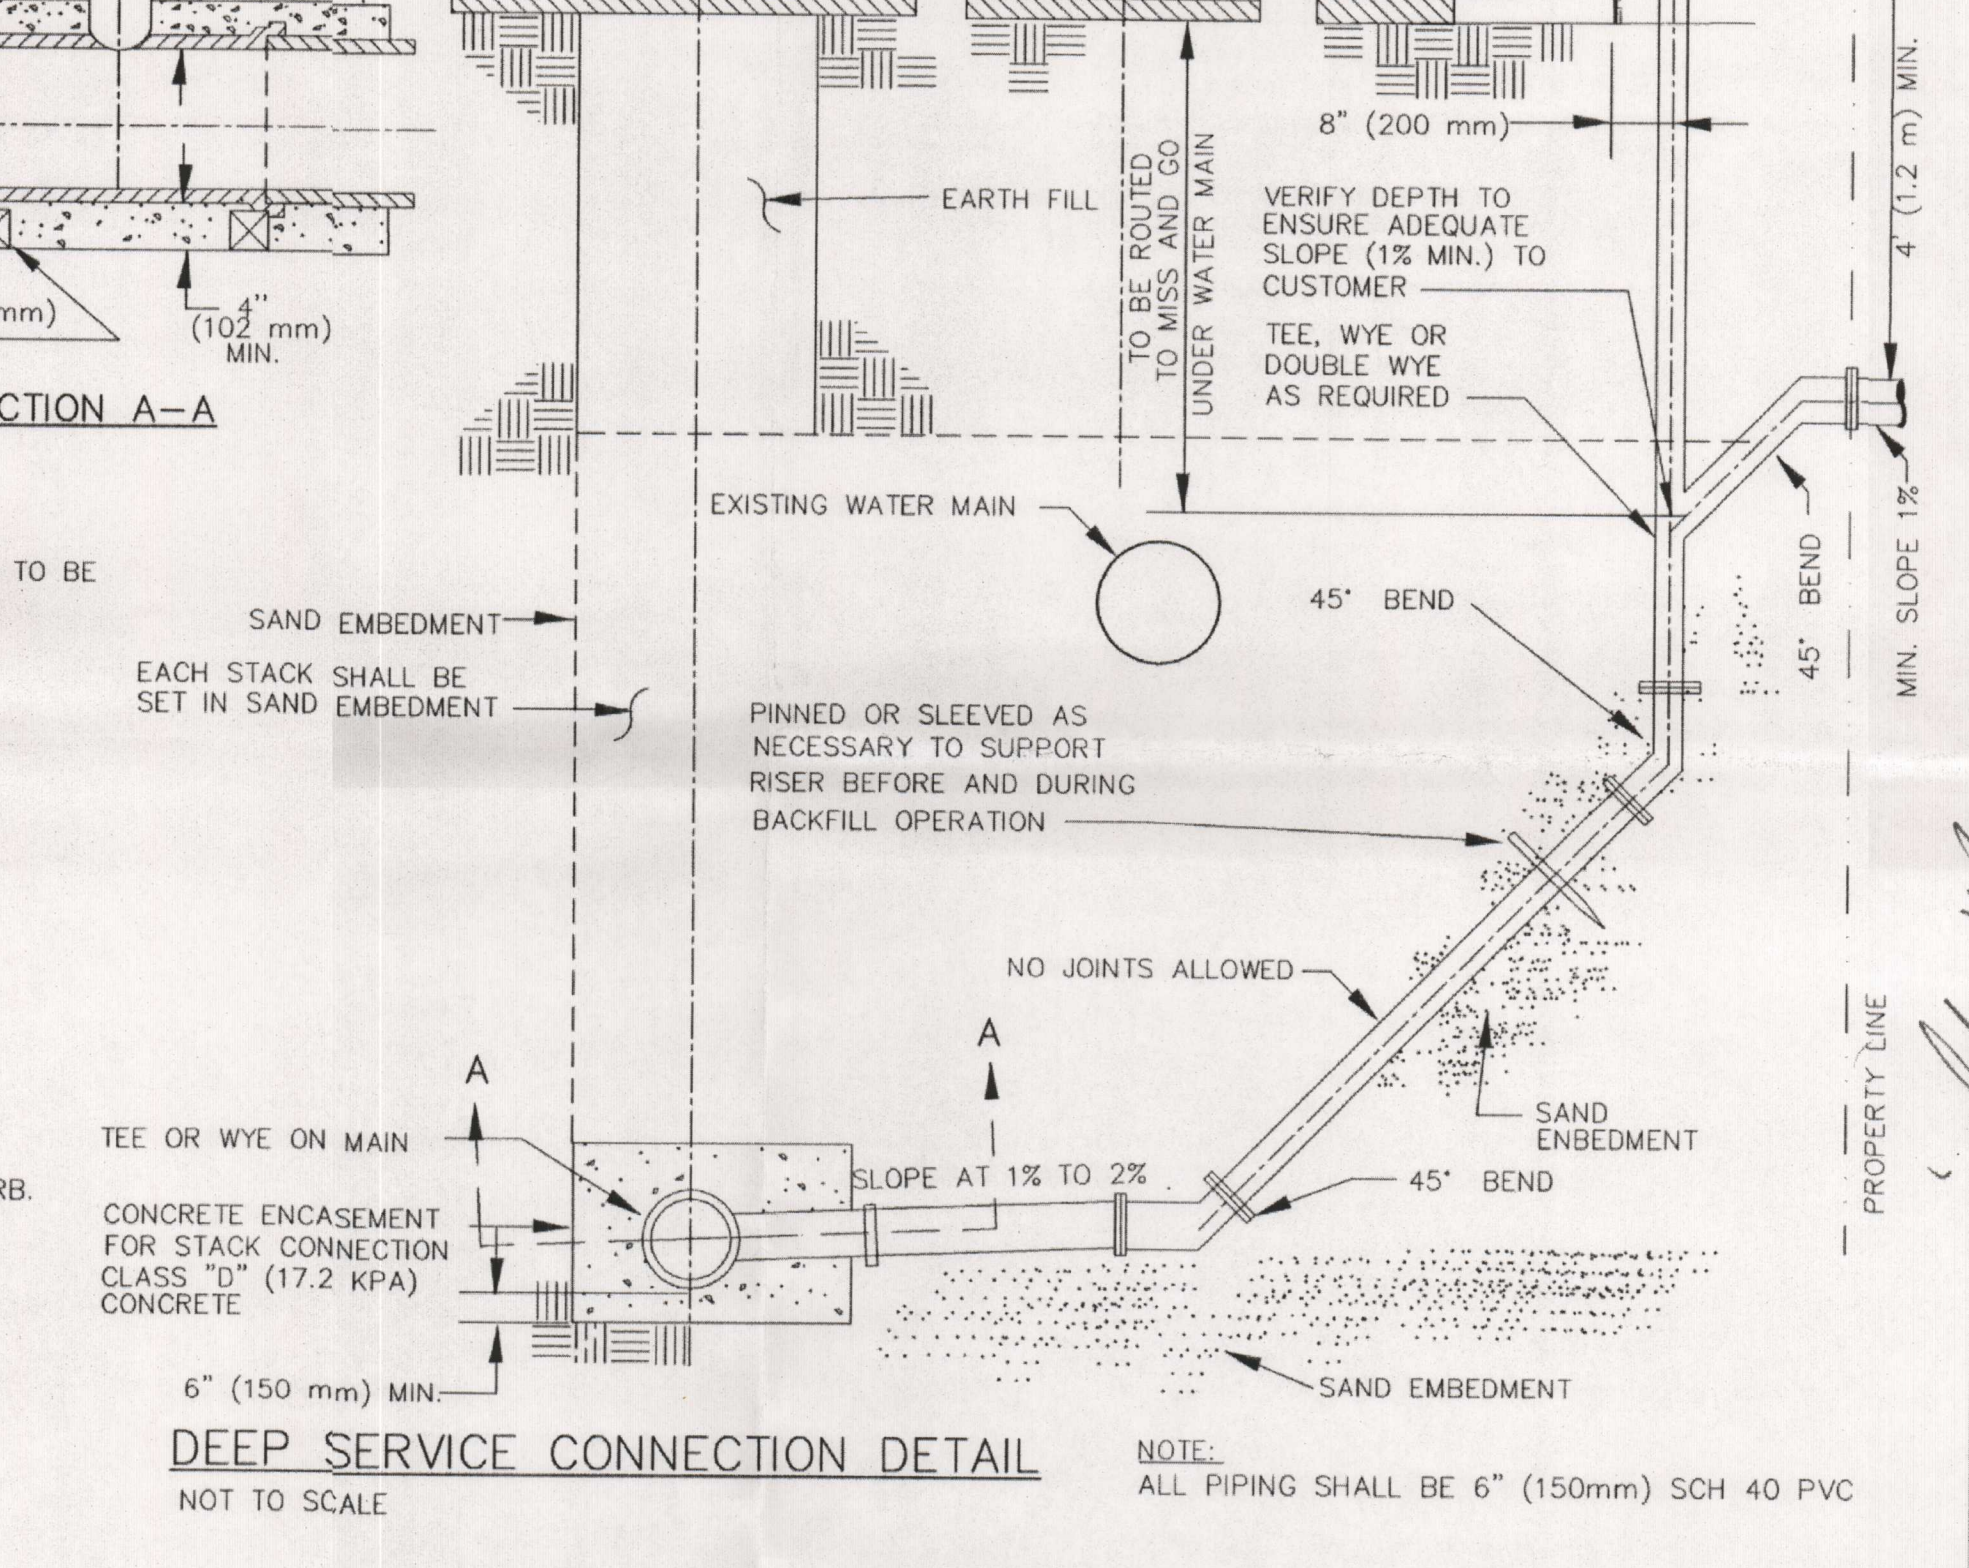 8" (200 mm)
4' (1.2 m) MIN.
EARTH FILL
TO BE ROUTED
TO MISS AND GO
UNDER WATER MAIN
VERIFY DEPTH TO
ENSURE ADEQUATE
SLOPE (1% MIN.) TO
CUSTOMER
mm)
4"
(102 mm)
MIN.
TEE, WYE OR
DOUBLE WYE
AS REQUIRED
CTION A-A
EXISTING WATER MAIN
TO BE
45° BEND
45° BEND
MIN. SLOPE 1%
SAND EMBEDMENT
EACH STACK SHALL BE
SET IN SAND EMBEDMENT
PINNED OR SLEEVED AS
NECESSARY TO SUPPORT
RISER BEFORE AND DURING
BACKFILL OPERATION
NO JOINTS ALLOWED
A
A
PROPERTY LINE
SAND
ENBEDMENT
TEE OR WYE ON MAIN
SLOPE AT 1% TO 2%
45° BEND
RB.
CONCRETE ENCASEMENT
FOR STACK CONNECTION
CLASS "D" (17.2 KPA)
CONCRETE
6" (150 mm) MIN.
SAND EMBEDMENT
DEEP SERVICE CONNECTION DETAIL
NOT TO SCALE
NOTE:
ALL PIPING SHALL BE 6" (150mm) SCH 40 PVC